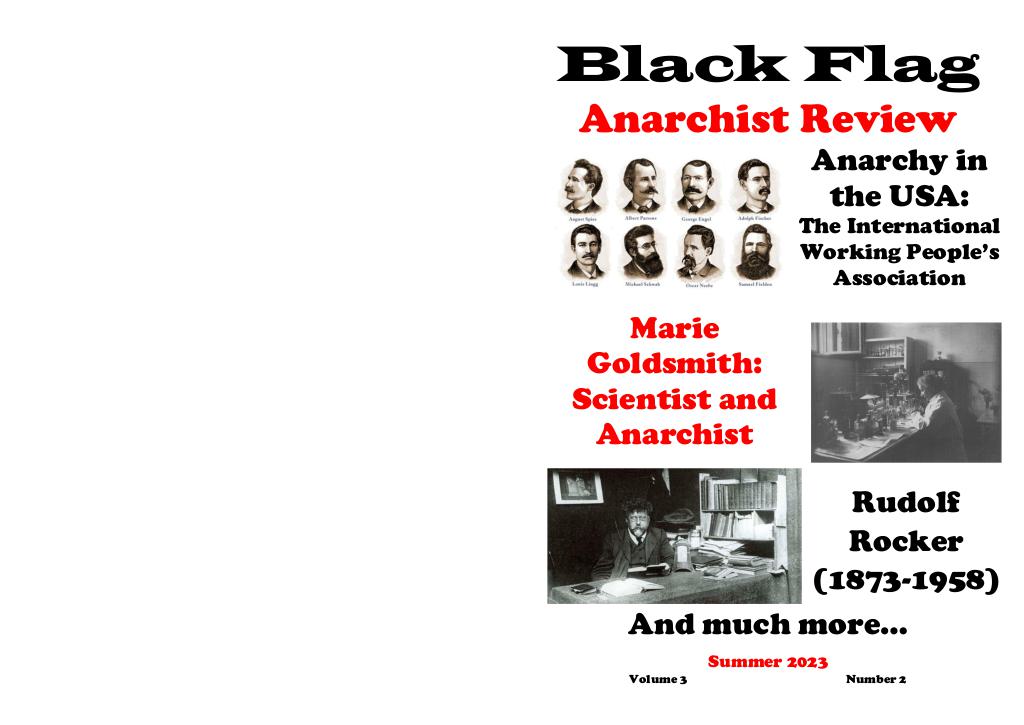 Black Flag
Anarchist Review
Anarchy in
the USA:
The International
Working People's
Association
August Spies
Albert Parsons
George Engel
Adolph Fischer
Louis Lingg
Michael Schwab
Oscar Neebe
Samuel Fielden
Marie
Goldsmith:
Scientist and
Anarchist
Rudolf
Rocker
(1873-1958)
And much more...
Summer 2023
Volume 3
Number 2